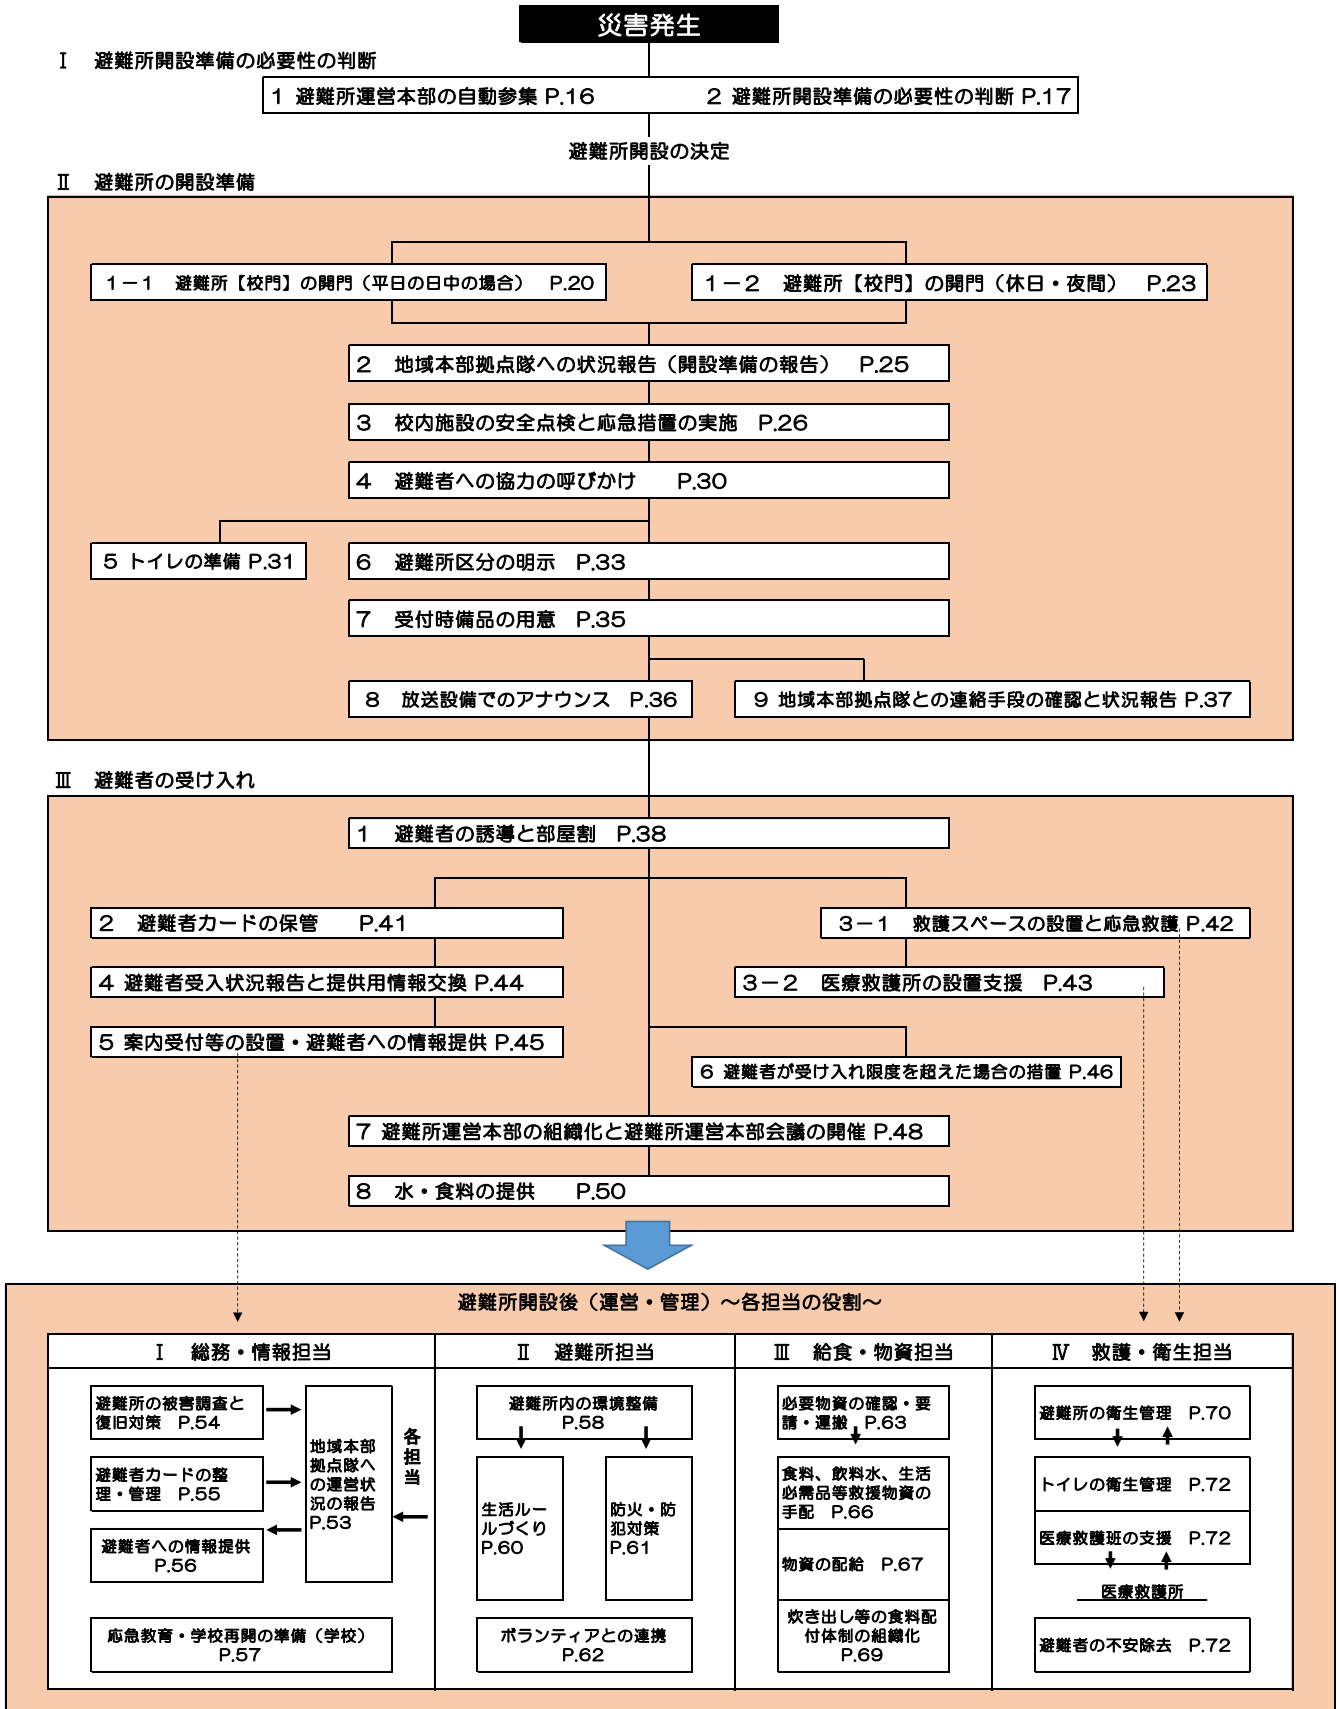 災害発生
Ⅰ　避難所開設準備の必要性の判断
1 避難所運営本部の自動参集 P.16　2 避難所開設準備の必要性の判断 P.17
避難所開設の決定
Ⅱ　避難所の開設準備
1－1　避難所【校門】の開門（平日の日中の場合）　P.20
1－2　避難所【校門】の開門（休日・夜間）　P.23
2　地域本部拠点隊への状況報告（開設準備の報告）　P.25
3　校内施設の安全点検と応急措置の実施　P.26
4　避難者への協力の呼びかけ　P.30
5 トイレの準備 P.31
6　避難所区分の明示　P.33
7　受付時備品の用意　P.35
8　放送設備でのアナウンス　P.36
9 地域本部拠点隊との連絡手段の確認と状況報告 P.37
Ⅲ　避難者の受け入れ
1　避難者の誘導と部屋割　P.38
2　避難者カードの保管　P.41
3－1　救護スペースの設置と応急救護 P.42
4 避難者受入状況報告と提供用情報交換 P.44
3－2　医療救護所の設置支援　P.43
5 案内受付等の設置・避難者への情報提供 P.45
6 避難者が受け入れ限度を超えた場合の措置 P.46
7 避難所運営本部の組織化と避難所運営本部会議の開催 P.48
8　水・食料の提供　P.50
避難所開設後（運営・管理）～各担当の役割～
Ⅰ　総務・情報担当
避難所の被害調査と
復旧対策　P.54
避難者カードの整
理・管理　P.55
避難者への情報提供
P.56
地域本部
拠点隊へ
の運営状
況の報告
P.53
各担当
応急教育・学校再開の準備（学校）
P.57
Ⅱ　避難所担当
避難所内の環境整備
P.58
生活ルー
ルづくり
P.60
防火・防
犯対策
P.61
ボランティアとの連携
P.62
Ⅲ　給食・物資担当
必要物資の確認・要
請・運搬　P.63
食料、飲料水、生活
必需品等救援物資の
手配　P.66
物資の配給　P.67
炊き出し等の食料配
付体制の組織化
P.69
Ⅳ　救護・衛生担当
避難所の衛生管理　P.70
トイレの衛生管理　P.72
医療救護班の支援　P.72
医療救護所
避難者の不安除去　P.72